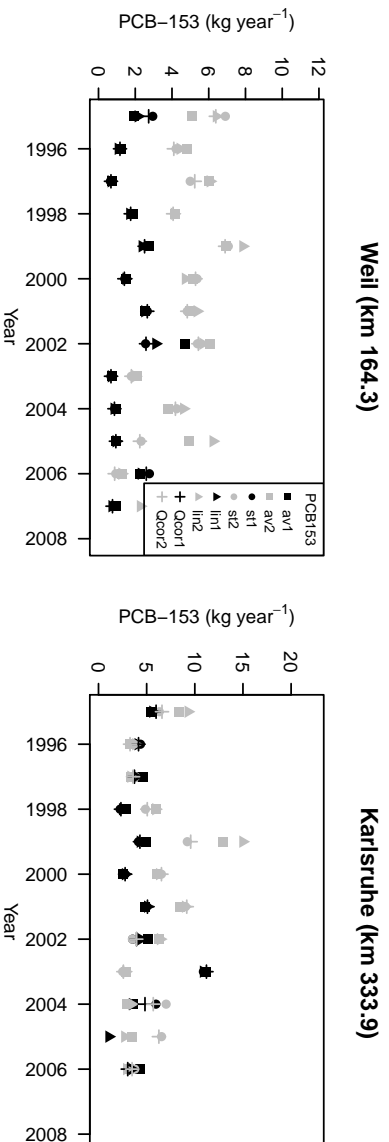 Weil (km 164.3)
PCB−153 (kg year⁻¹)
0 2 4 6 8 10 12
1996 1998 2000 2002 2004 2006 2008
Year
PCB153
av1
av2
st1
st2
lin1
lin2
Qcor1
Qcor2
Karlsruhe (km 333.9)
PCB−153 (kg year⁻¹)
0 5 10 15 20
1996 1998 2000 2002 2004 2006 2008
Year